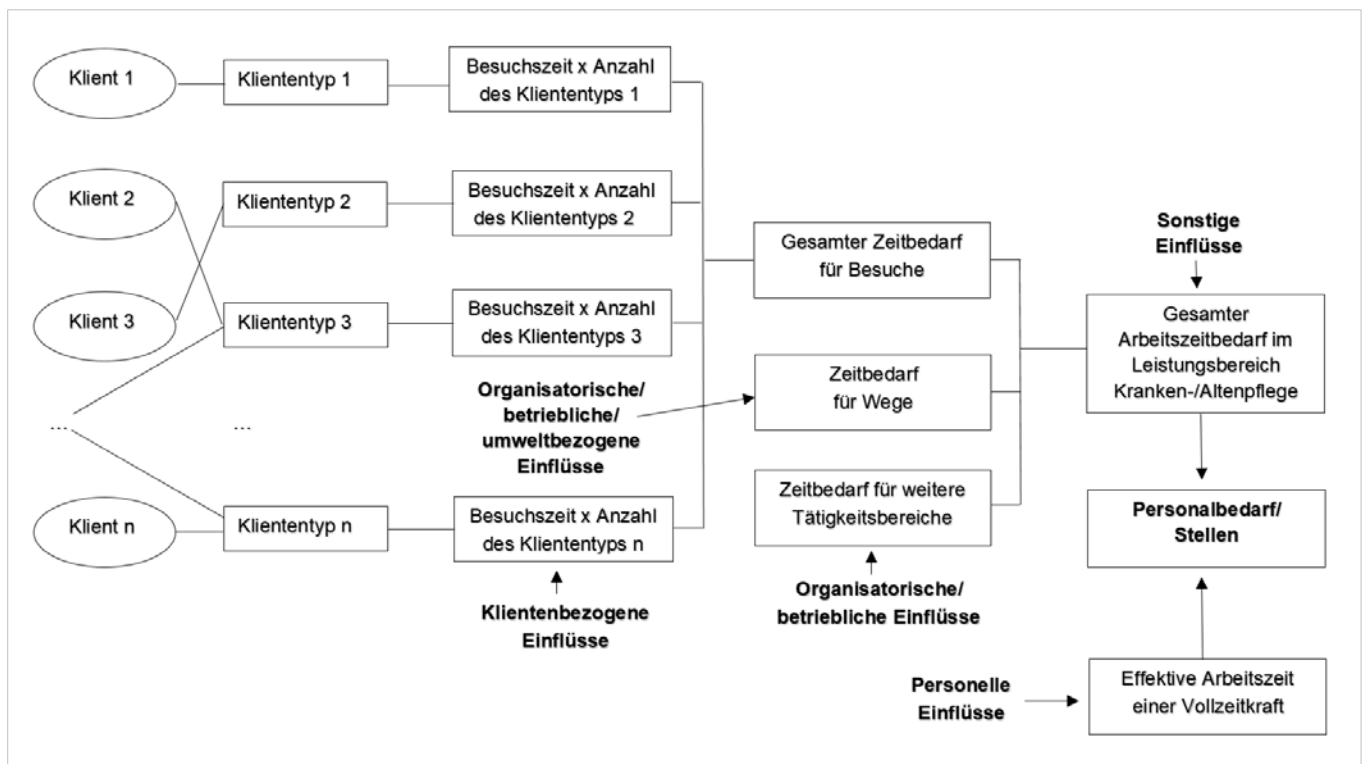 Klient 1
Kliententyp 1
Besuchszeit x Anzahl
des Kliententyps 1
Klient 2
Kliententyp 2
Besuchszeit x Anzahl
des Kliententyps 2
Klient 3
Kliententyp 3
Besuchszeit x Anzahl
des Kliententyps 3
...
...
Klient n
Kliententyp n
Besuchszeit x Anzahl
des Kliententyps n
Klientenbezogene
Einflüsse
Gesamter Zeitbedarf
für Besuche
Organisatorische/
betriebliche/
umweltbezogene
Einflüsse
Zeitbedarf
für Wege
Zeitbedarf für weitere
Tätigkeitsbereiche
Organisatorische/
betriebliche Einflüsse
Sonstige
Einflüsse
Gesamter
Arbeitszeitbedarf im
Leistungsbereich
Kranken-/Altenpflege
Personalbedarf/
Stellen
Personelle
Einflüsse
Effektive Arbeitszeit
einer Vollzeitkraft